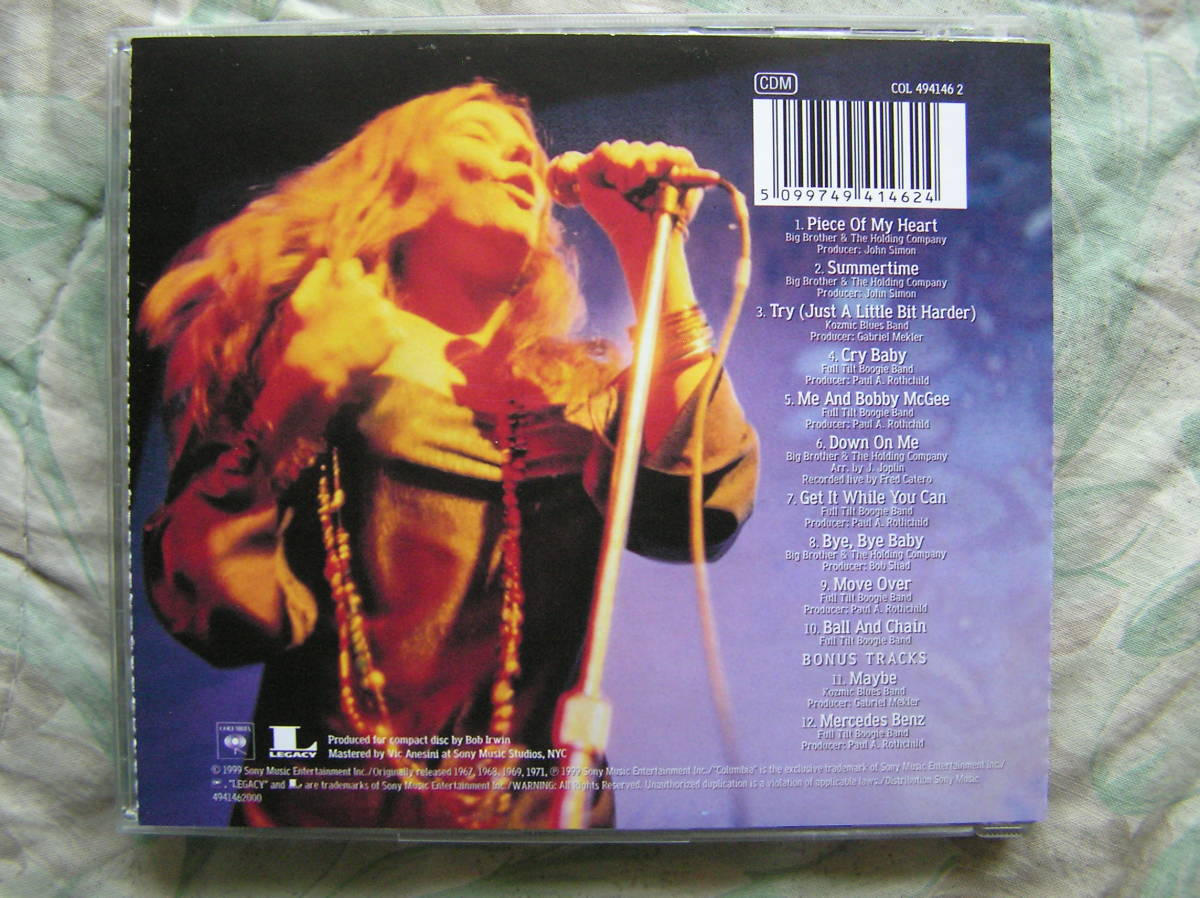 CDM
COL 494146 2
5 099749 414624
1. Piece Of My Heart
Big Brother & The Holding Company
Producer: John Simon
2. Summertime
Big Brother & The Holding Company
Producer: John Simon
3. Try (Just A Little Bit Harder)
Kozmic Blues Band
Producer: Gabriel Mekler
4. Cry Baby
Full Tilt Boogie Band
Producer: Paul A. Rothchild
5. Me And Bobby McGee
Full Tilt Boogie Band
Producer: Paul A. Rothchild
6. Down On Me
Big Brother & The Holding Company
Arr. by J. Joplin
Recorded live by Fred Catero
7. Get It While You Can
Full Tilt Boogie Band
Producer: Paul A. Rothchild
8. Bye, Bye Baby
Big Brother & The Holding Company
Producer: Bob Shad
9. Move Over
Full Tilt Boogie Band
Producer: Paul A. Rothchild
10. Ball And Chain
Full Tilt Boogie Band
BONUS TRACKS
11. Maybe
Kozmic Blues Band
Producer: Gabriel Mekler
12. Mercedes Benz
Full Tilt Boogie Band
Producer: Paul A. Rothchild
COLUMBIA
L
LEGACY
Produced for compact disc by Bob Irwin
Mastered by Vic Anesini at Sony Music Studios, NYC
© 1999 Sony Music Entertainment Inc./Originally released 1967, 1968, 1969, 1971, ℗ 1999 Sony Music Entertainment Inc./"Columbia" is the exclusive trademark of Sony Music Entertainment Inc./
, "LEGACY" and L are trademarks of Sony Music Entertainment Inc./WARNING: All Rights Reserved. Unauthorized duplication is a violation of applicable laws./Distribution Sony Music
4941462000